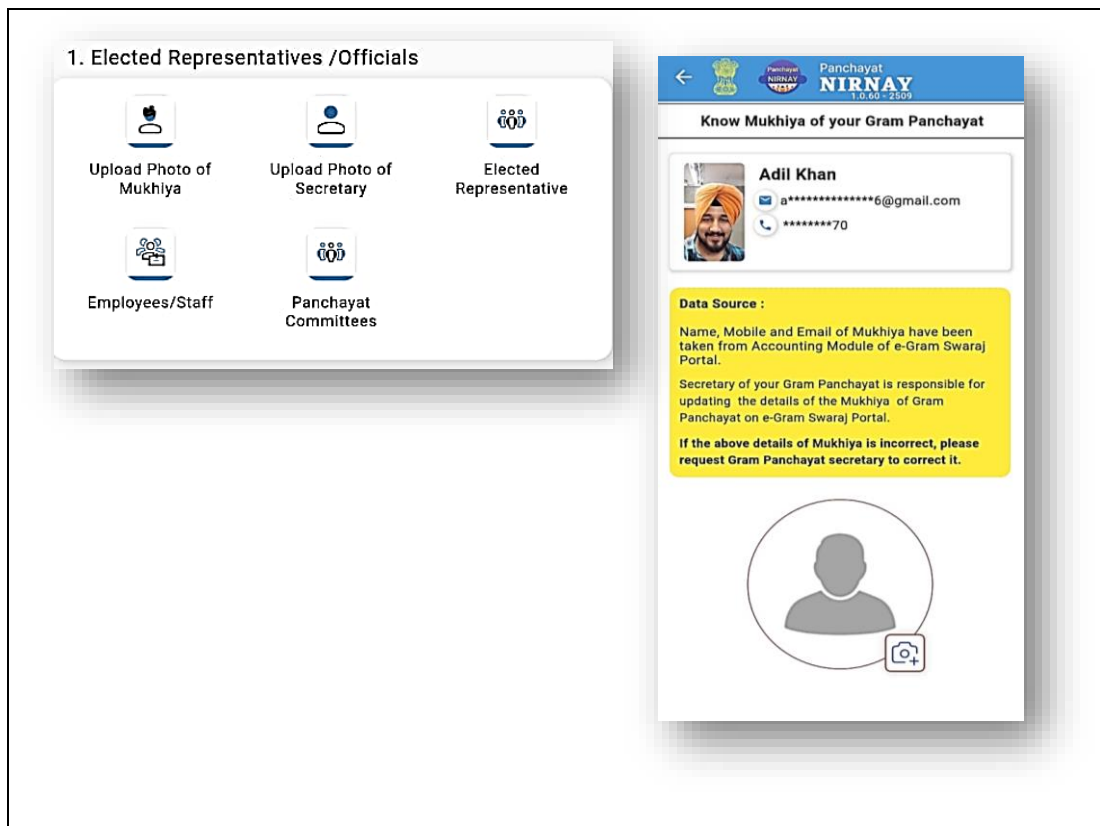 1. Elected Representatives /Officials
Upload Photo of
Mukhiya
Upload Photo of
Secretary
Elected
Representative
Employees/Staff
Panchayat
Committees
Panchayat
NIRNAY
Panchayat
NIRNAY
1.0.60 - 2509
Know Mukhiya of your Gram Panchayat
Adil Khan
a**************6@gmail.com
********70
Data Source :
Name, Mobile and Email of Mukhiya have been
taken from Accounting Module of e-Gram Swaraj
Portal.
Secretary of your Gram Panchayat is responsible for
updating the details of the Mukhiya of Gram
Panchayat on e-Gram Swaraj Portal.
If the above details of Mukhiya is incorrect, please
request Gram Panchayat secretary to correct it.